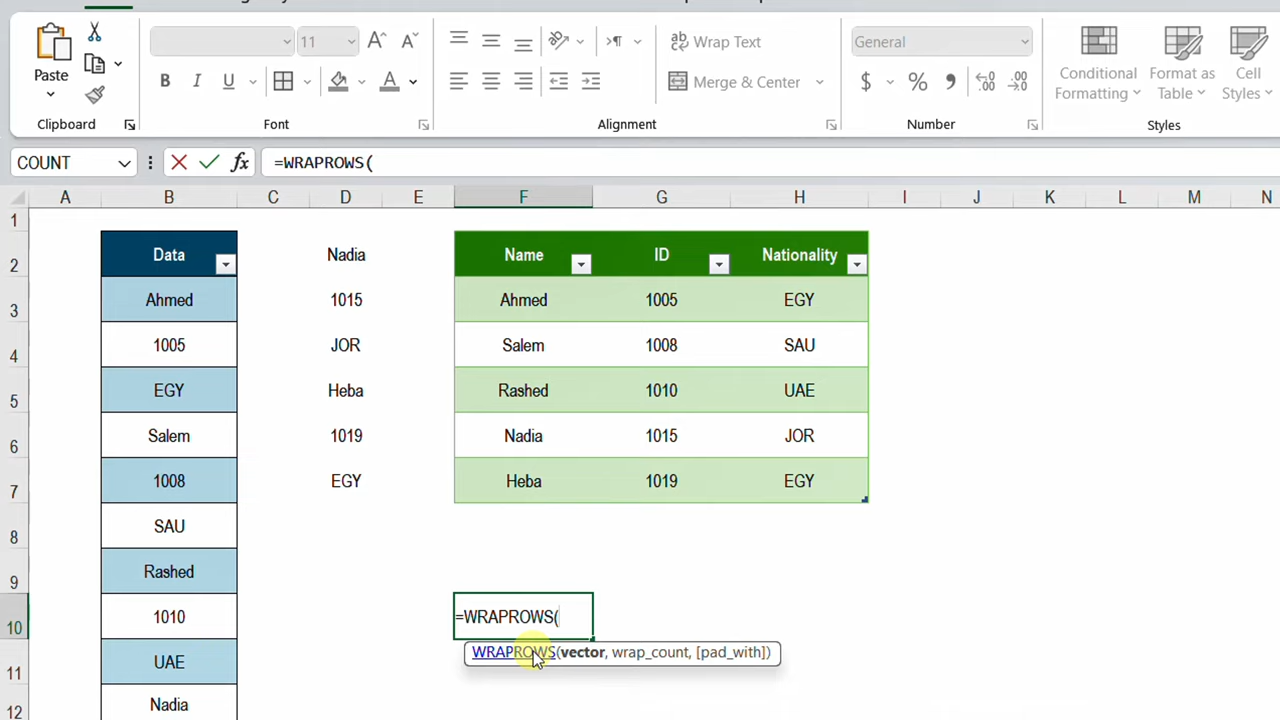 11
Wrap Text
General
Paste
Merge & Center
Conditional Formatting
Format as Table
Cell Styles
Clipboard
Font
Alignment
Number
Styles
COUNT
=WRAPROWS(
A B C D E F G H I J K L M N
1
2 Data Nadia Name ID Nationality
3 Ahmed 1015 Ahmed 1005 EGY
4 1005 JOR Salem 1008 SAU
5 EGY Heba Rashed 1010 UAE
6 Salem 1019 Nadia 1015 JOR
7 1008 EGY Heba 1019 EGY
8 SAU
9 Rashed
10 1010 =WRAPROWS(
WRAPROWS(vector, wrap_count, [pad_with])
11 UAE
12 Nadia